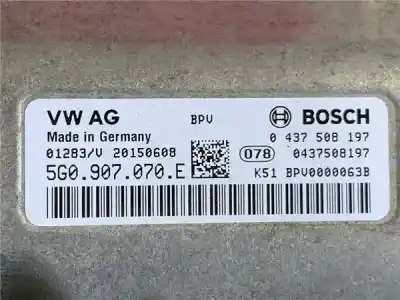 VW AG BPV BOSCH
Made in Germany 0 437 508 197
01283/V 20150608 078 0437508197
5G0.907.070.E K51 BPV0000063B